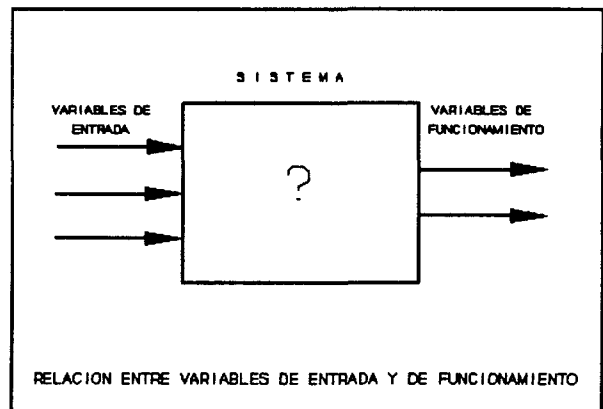 SISTEMA
VARIABLES DE
ENTRADA
VARIABLES DE
FUNCIONAMIENTO
?
RELACION ENTRE VARIABLES DE ENTRADA Y DE FUNCIONAMIENTO